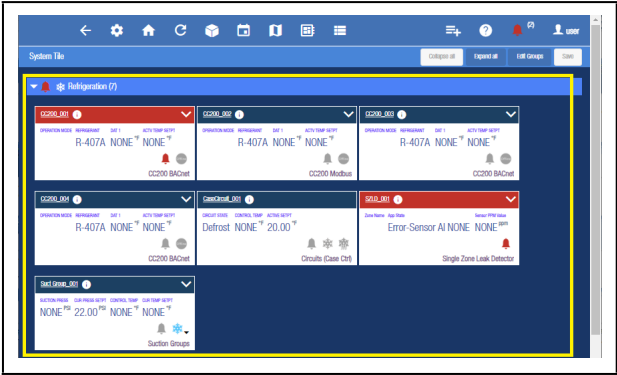 (2)
user
System Tile
Collapse all
Expand all
Edit Groups
Save
Refrigeration (7)
CC200_001
OPERATION MODE REFRIGERANT DAT 1 ACTV TEMP SETPT
R-407A NONE °F NONE °F
CC200 BACnet
CC200_002
OPERATION MODE REFRIGERANT DAT 1 ACTV TEMP SETPT
R-407A NONE °F NONE °F
CC200 Modbus
CC200_003
OPERATION MODE REFRIGERANT DAT 1 ACTV TEMP SETPT
R-407A NONE °F NONE °F
CC200 BACnet
CC200_004
OPERATION MODE REFRIGERANT DAT 1 ACTV TEMP SETPT
R-407A NONE °F NONE °F
CC200 BACnet
CaseCircuit_001
CIRCUIT STATE CONTROL TEMP ACTIVE SETPT
Defrost NONE °F 20.00 °F
Circuits (Case Ctrl)
SZLD_001
Zone Name App State Sensor PPM Value
Error-Sensor AI NONE NONE ppm
Single Zone Leak Detector
Suct Group_001
SUCTION PRESS CUR PRESS SETPT CONTROL TEMP CUR TEMP SETPT
NONE PSI 22.00 PSI NONE °F NONE °F
Suction Groups